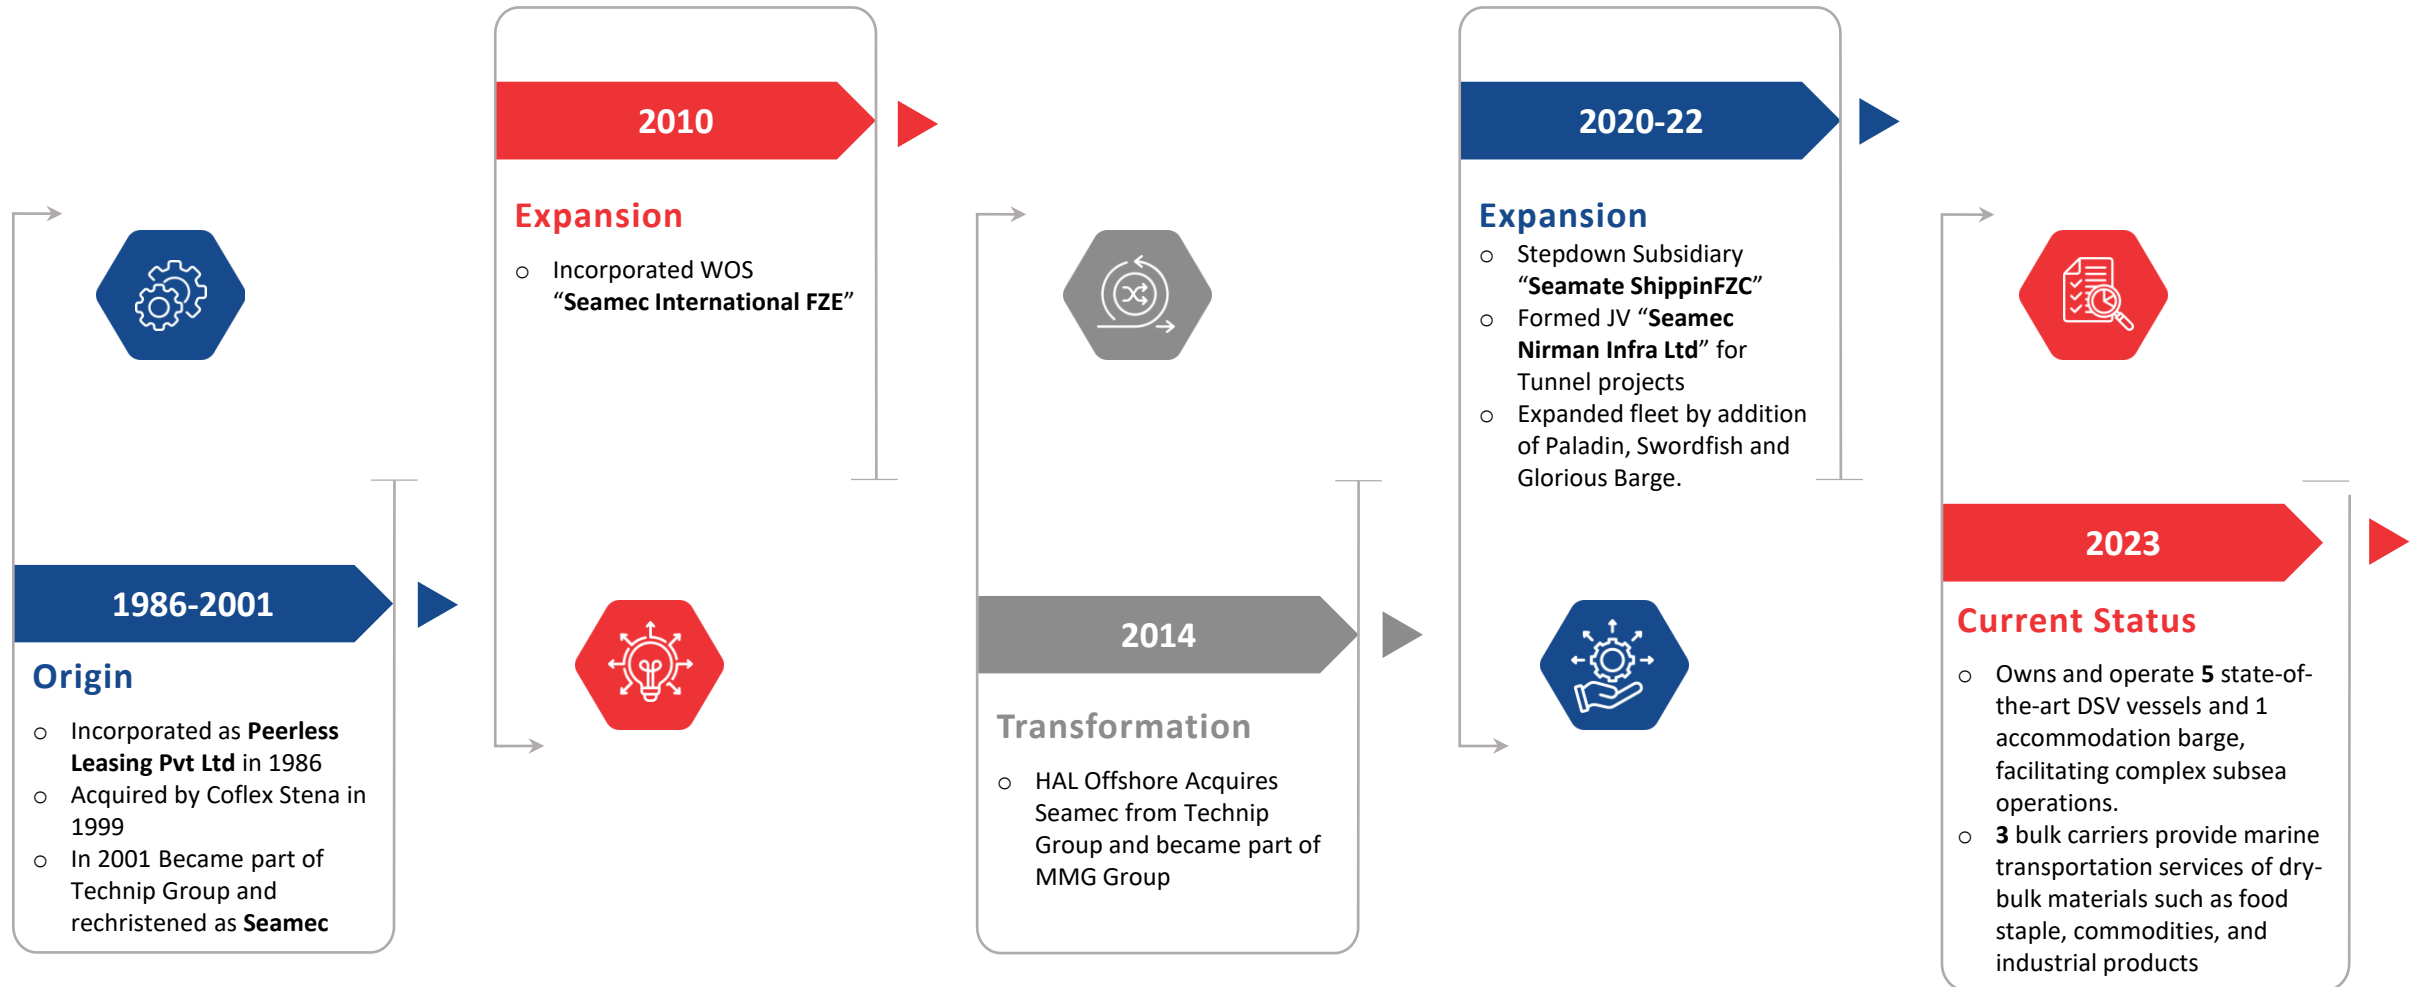 1986-2001
Origin
o Incorporated as Peerless
Leasing Pvt Ltd in 1986
o Acquired by Coflex Stena in
1999
o In 2001 Became part of
Technip Group and
rechristened as Seamec
2010
Expansion
o Incorporated WOS
“Seamec International FZE”
2014
Transformation
o HAL Offshore Acquires
Seamec from Technip
Group and became part of
MMG Group
2020-22
Expansion
o Stepdown Subsidiary
“Seamate ShippinFZC”
o Formed JV “Seamec
Nirman Infra Ltd” for
Tunnel projects
o Expanded fleet by addition
of Paladin, Swordfish and
Glorious Barge.
2023
Current Status
o Owns and operate 5 state-of-
the-art DSV vessels and 1
accommodation barge,
facilitating complex subsea
operations.
o 3 bulk carriers provide marine
transportation services of dry-
bulk materials such as food
staple, commodities, and
industrial products